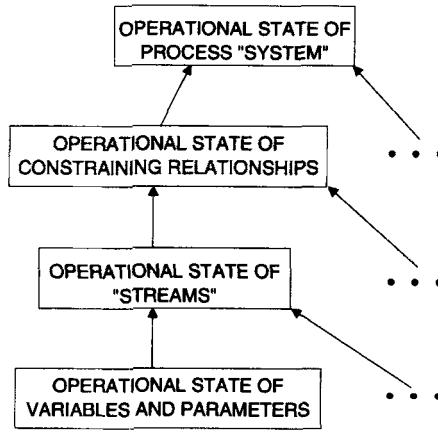 OPERATIONAL STATE OF
PROCESS "SYSTEM"
OPERATIONAL STATE OF
CONSTRAINING RELATIONSHIPS
• • •
OPERATIONAL STATE OF
"STREAMS"
• • •
OPERATIONAL STATE OF
VARIABLES AND PARAMETERS
• • •